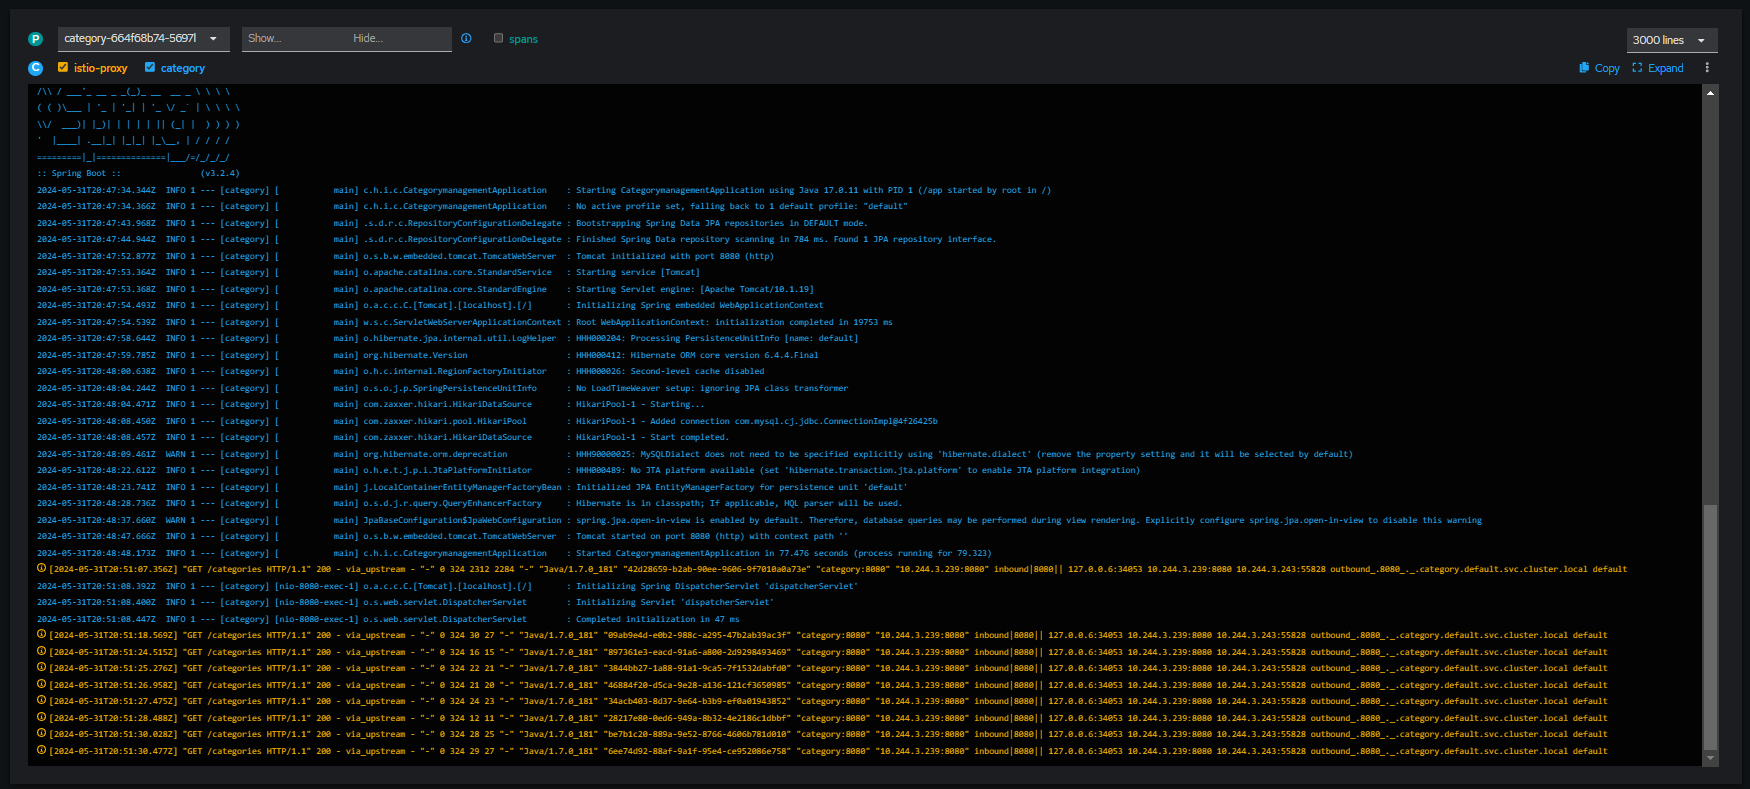 P category-664f68b74-5697l Show... Hide... spans 3000 lines
C istio-proxy category Copy Expand
/\\ / ___'_ __ _ _(_)_ __  __ _ \ \ \ \
( ( )\___ | '_ | '_| | '_ \/ _` | \ \ \ \
\\/  ___)| |_)| | | | | || (_| |  ) ) ) )
'  |____| .__|_| |_|_| |_\__, | / / / /
=========|_|==============|___/=/_/_/_/
:: Spring Boot ::                (v3.2.4)
2024-05-31T20:47:34.344Z  INFO 1 --- [category] [           main] c.h.i.c.CategorymanagementApplication    : Starting CategorymanagementApplication using Java 17.0.11 with PID 1 (/app started by root in /)
2024-05-31T20:47:34.366Z  INFO 1 --- [category] [           main] c.h.i.c.CategorymanagementApplication    : No active profile set, falling back to 1 default profile: "default"
2024-05-31T20:47:43.968Z  INFO 1 --- [category] [           main] .s.d.r.c.RepositoryConfigurationDelegate : Bootstrapping Spring Data JPA repositories in DEFAULT mode.
2024-05-31T20:47:44.944Z  INFO 1 --- [category] [           main] .s.d.r.c.RepositoryConfigurationDelegate : Finished Spring Data repository scanning in 784 ms. Found 1 JPA repository interface.
2024-05-31T20:47:52.877Z  INFO 1 --- [category] [           main] o.s.b.w.embedded.tomcat.TomcatWebServer  : Tomcat initialized with port 8080 (http)
2024-05-31T20:47:53.364Z  INFO 1 --- [category] [           main] o.apache.catalina.core.StandardService   : Starting service [Tomcat]
2024-05-31T20:47:53.368Z  INFO 1 --- [category] [           main] o.apache.catalina.core.StandardEngine    : Starting Servlet engine: [Apache Tomcat/10.1.19]
2024-05-31T20:47:54.493Z  INFO 1 --- [category] [           main] o.a.c.c.C.[Tomcat].[localhost].[/]       : Initializing Spring embedded WebApplicationContext
2024-05-31T20:47:54.539Z  INFO 1 --- [category] [           main] w.s.c.ServletWebServerApplicationContext : Root WebApplicationContext: initialization completed in 19753 ms
2024-05-31T20:47:58.644Z  INFO 1 --- [category] [           main] o.hibernate.jpa.internal.util.LogHelper  : HHH000204: Processing PersistenceUnitInfo [name: default]
2024-05-31T20:47:59.785Z  INFO 1 --- [category] [           main] org.hibernate.Version                    : HHH000412: Hibernate ORM core version 6.4.4.Final
2024-05-31T20:48:00.638Z  INFO 1 --- [category] [           main] o.h.c.internal.RegionFactoryInitiator    : HHH000026: Second-level cache disabled
2024-05-31T20:48:04.244Z  INFO 1 --- [category] [           main] o.s.o.j.p.SpringPersistenceUnitInfo      : No LoadTimeWeaver setup: ignoring JPA class transformer
2024-05-31T20:48:04.471Z  INFO 1 --- [category] [           main] com.zaxxer.hikari.HikariDataSource       : HikariPool-1 - Starting...
2024-05-31T20:48:08.450Z  INFO 1 --- [category] [           main] com.zaxxer.hikari.pool.HikariPool        : HikariPool-1 - Added connection com.mysql.cj.jdbc.ConnectionImpl@4f26425b
2024-05-31T20:48:08.457Z  INFO 1 --- [category] [           main] com.zaxxer.hikari.HikariDataSource       : HikariPool-1 - Start completed.
2024-05-31T20:48:09.461Z  WARN 1 --- [category] [           main] org.hibernate.orm.deprecation            : HHH90000025: MySQLDialect does not need to be specified explicitly using 'hibernate.dialect' (remove the property setting and it will be selected by default)
2024-05-31T20:48:22.612Z  INFO 1 --- [category] [           main] o.h.e.t.j.p.i.JtaPlatformInitiator       : HHH000489: No JTA platform available (set 'hibernate.transaction.jta.platform' to enable JTA platform integration)
2024-05-31T20:48:23.741Z  INFO 1 --- [category] [           main] j.LocalContainerEntityManagerFactoryBean : Initialized JPA EntityManagerFactory for persistence unit 'default'
2024-05-31T20:48:28.736Z  INFO 1 --- [category] [           main] o.s.d.j.r.query.QueryEnhancerFactory     : Hibernate is in classpath; If applicable, HQL parser will be used.
2024-05-31T20:48:37.660Z  WARN 1 --- [category] [           main] JpaBaseConfiguration$JpaWebConfiguration : spring.jpa.open-in-view is enabled by default. Therefore, database queries may be performed during view rendering. Explicitly configure spring.jpa.open-in-view to disable this warning
2024-05-31T20:48:47.666Z  INFO 1 --- [category] [           main] o.s.b.w.embedded.tomcat.TomcatWebServer  : Tomcat started on port 8080 (http) with context path ''
2024-05-31T20:48:48.173Z  INFO 1 --- [category] [           main] c.h.i.c.CategorymanagementApplication    : Started CategorymanagementApplication in 77.476 seconds (process running for 79.323)
[2024-05-31T20:51:07.356Z] "GET /categories HTTP/1.1" 200 - via_upstream - "-" 0 324 2312 2284 "-" "Java/1.7.0_181" "42d28659-b2ab-90ee-9606-9f7010a0a73e" "category:8080" "10.244.3.239:8080" inbound|8080|| 127.0.0.6:34053 10.244.3.239:8080 10.244.3.243:55828 outbound_.8080_._.category.default.svc.cluster.local default
2024-05-31T20:51:08.392Z  INFO 1 --- [category] [nio-8080-exec-1] o.a.c.c.C.[Tomcat].[localhost].[/]       : Initializing Spring DispatcherServlet 'dispatcherServlet'
2024-05-31T20:51:08.400Z  INFO 1 --- [category] [nio-8080-exec-1] o.s.web.servlet.DispatcherServlet        : Initializing Servlet 'dispatcherServlet'
2024-05-31T20:51:08.447Z  INFO 1 --- [category] [nio-8080-exec-1] o.s.web.servlet.DispatcherServlet        : Completed initialization in 47 ms
[2024-05-31T20:51:18.569Z] "GET /categories HTTP/1.1" 200 - via_upstream - "-" 0 324 30 27 "-" "Java/1.7.0_181" "09ab9e4d-e0b2-988c-a295-47b2ab39ac3f" "category:8080" "10.244.3.239:8080" inbound|8080|| 127.0.0.6:34053 10.244.3.239:8080 10.244.3.243:55828 outbound_.8080_._.category.default.svc.cluster.local default
[2024-05-31T20:51:24.515Z] "GET /categories HTTP/1.1" 200 - via_upstream - "-" 0 324 16 15 "-" "Java/1.7.0_181" "897361e3-eacd-91a6-a800-2d9298493469" "category:8080" "10.244.3.239:8080" inbound|8080|| 127.0.0.6:34053 10.244.3.239:8080 10.244.3.243:55828 outbound_.8080_._.category.default.svc.cluster.local default
[2024-05-31T20:51:25.276Z] "GET /categories HTTP/1.1" 200 - via_upstream - "-" 0 324 22 21 "-" "Java/1.7.0_181" "3844bb27-1a88-91a1-9ca5-7f1532dabfd0" "category:8080" "10.244.3.239:8080" inbound|8080|| 127.0.0.6:34053 10.244.3.239:8080 10.244.3.243:55828 outbound_.8080_._.category.default.svc.cluster.local default
[2024-05-31T20:51:26.958Z] "GET /categories HTTP/1.1" 200 - via_upstream - "-" 0 324 21 20 "-" "Java/1.7.0_181" "46884f20-d5ca-9e28-a136-121cf3650985" "category:8080" "10.244.3.239:8080" inbound|8080|| 127.0.0.6:34053 10.244.3.239:8080 10.244.3.243:55828 outbound_.8080_._.category.default.svc.cluster.local default
[2024-05-31T20:51:27.475Z] "GET /categories HTTP/1.1" 200 - via_upstream - "-" 0 324 24 23 "-" "Java/1.7.0_181" "34acb403-8d37-9e64-b3b9-ef0a01943852" "category:8080" "10.244.3.239:8080" inbound|8080|| 127.0.0.6:34053 10.244.3.239:8080 10.244.3.243:55828 outbound_.8080_._.category.default.svc.cluster.local default
[2024-05-31T20:51:28.488Z] "GET /categories HTTP/1.1" 200 - via_upstream - "-" 0 324 12 11 "-" "Java/1.7.0_181" "28217e80-0ed6-949a-8b32-4e2186c1dbbf" "category:8080" "10.244.3.239:8080" inbound|8080|| 127.0.0.6:34053 10.244.3.239:8080 10.244.3.243:55828 outbound_.8080_._.category.default.svc.cluster.local default
[2024-05-31T20:51:30.028Z] "GET /categories HTTP/1.1" 200 - via_upstream - "-" 0 324 28 25 "-" "Java/1.7.0_181" "be7b1c20-889a-9e52-8766-4606b781d010" "category:8080" "10.244.3.239:8080" inbound|8080|| 127.0.0.6:34053 10.244.3.239:8080 10.244.3.243:55828 outbound_.8080_._.category.default.svc.cluster.local default
[2024-05-31T20:51:30.477Z] "GET /categories HTTP/1.1" 200 - via_upstream - "-" 0 324 29 27 "-" "Java/1.7.0_181" "6ee74d92-88af-9a1f-95e4-ce952086e758" "category:8080" "10.244.3.239:8080" inbound|8080|| 127.0.0.6:34053 10.244.3.239:8080 10.244.3.243:55828 outbound_.8080_._.category.default.svc.cluster.local default